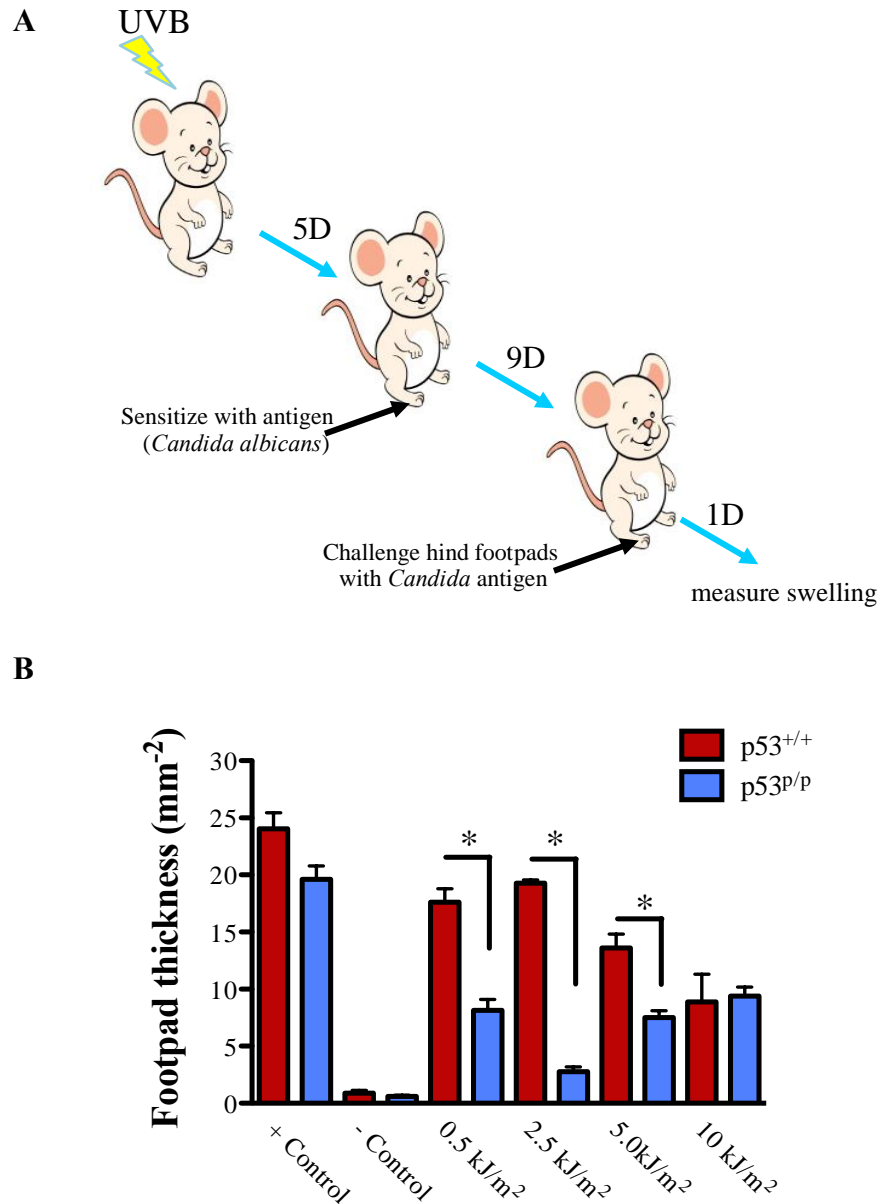 A
UVB
5D
Sensitize with antigen
(Candida albicans)
9D
Challenge hind footpads
with Candida antigen
1D
measure swelling
B
p53+/+
p53p/p
Footpad thickness (mm-2)
30
25
20
15
10
5
0
*
*
*
+ Control
- Control
0.5 kJ/m2
2.5 kJ/m2
5.0kJ/m2
10 kJ/m2